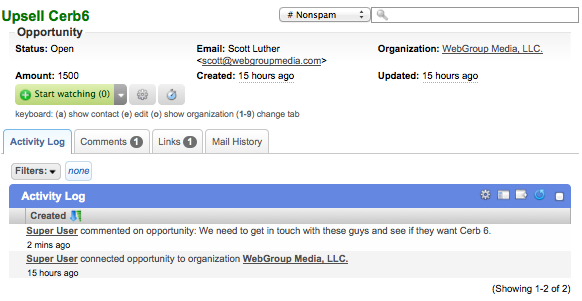 Upsell Cerb6
# Nonspam
Opportunity
Status: Open Email: Scott Luther Organization: WebGroup Media, LLC.
<scott@webgroupmedia.com>
Amount: 1500 Created: 15 hours ago Updated: 15 hours ago
Start watching (0)
keyboard: (a) show contact (e) edit (o) show organization (1-9) change tab
Activity Log Comments 1 Links 1 Mail History
Filters: none
Activity Log
Created
Super User commented on opportunity: We need to get in touch with these guys and see if they want Cerb 6.
2 mins ago
Super User connected opportunity to organization WebGroup Media, LLC.
15 hours ago
(Showing 1-2 of 2)